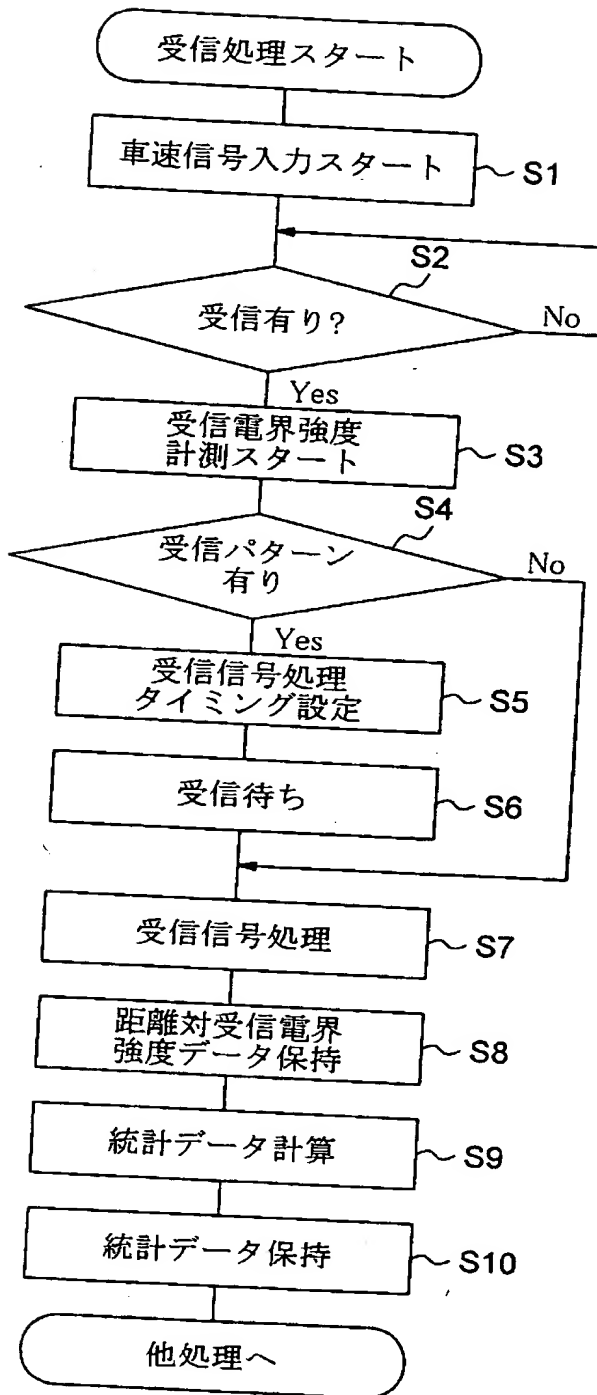 受信処理スタート
車速信号入力スタート
S1
S2
受信有り?
No
Yes
受信電界強度
計測スタート
S3
S4
受信パターン
有り
No
Yes
受信信号処理
タイミング設定
S5
受信待ち
S6
受信信号処理
S7
距離対受信電界
強度データ保持
S8
統計データ計算
S9
統計データ保持
S10
他処理へ